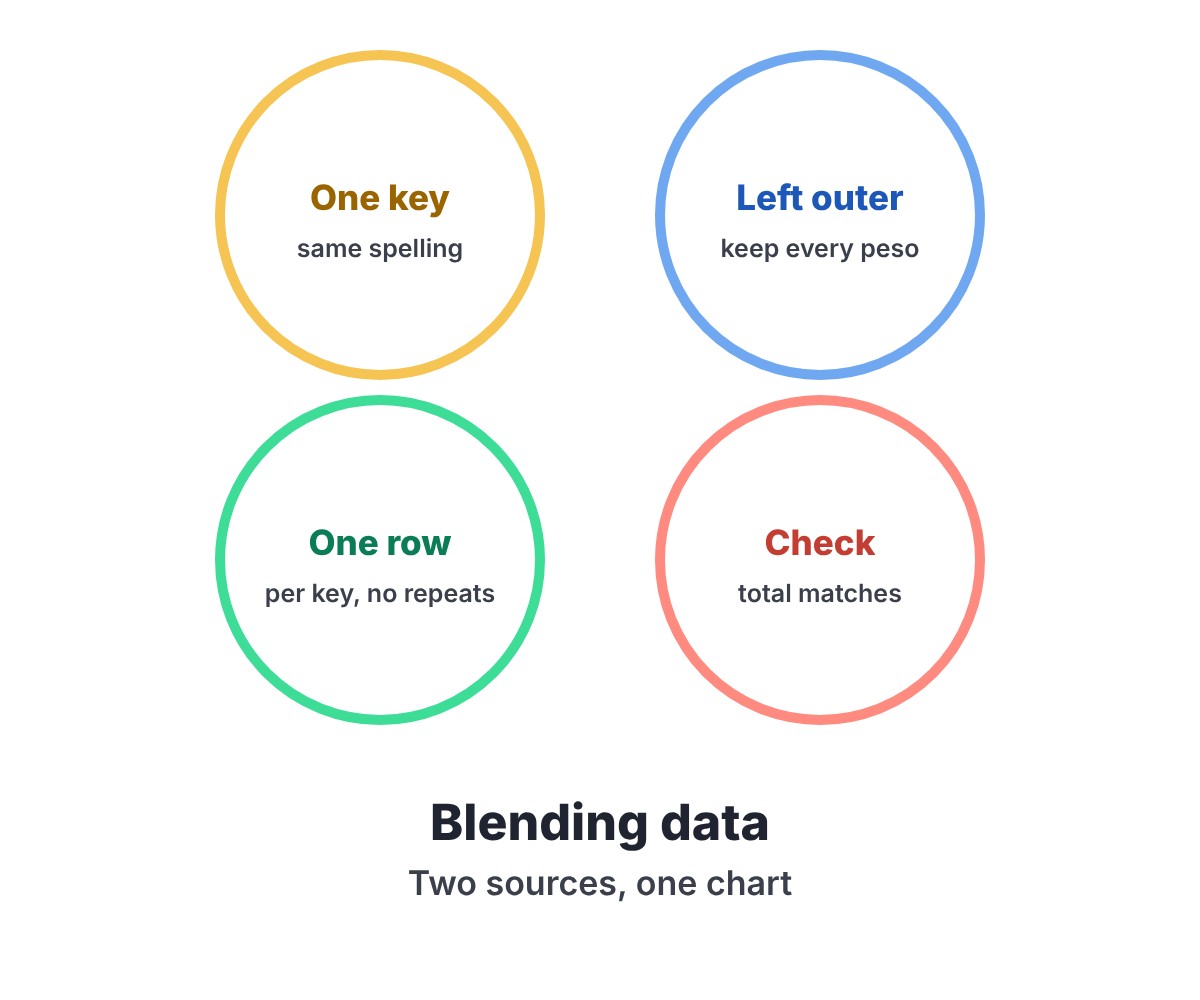 One key
same spelling
Left outer
keep every peso
One row
per key, no repeats
Check
total matches
Blending data
Two sources, one chart